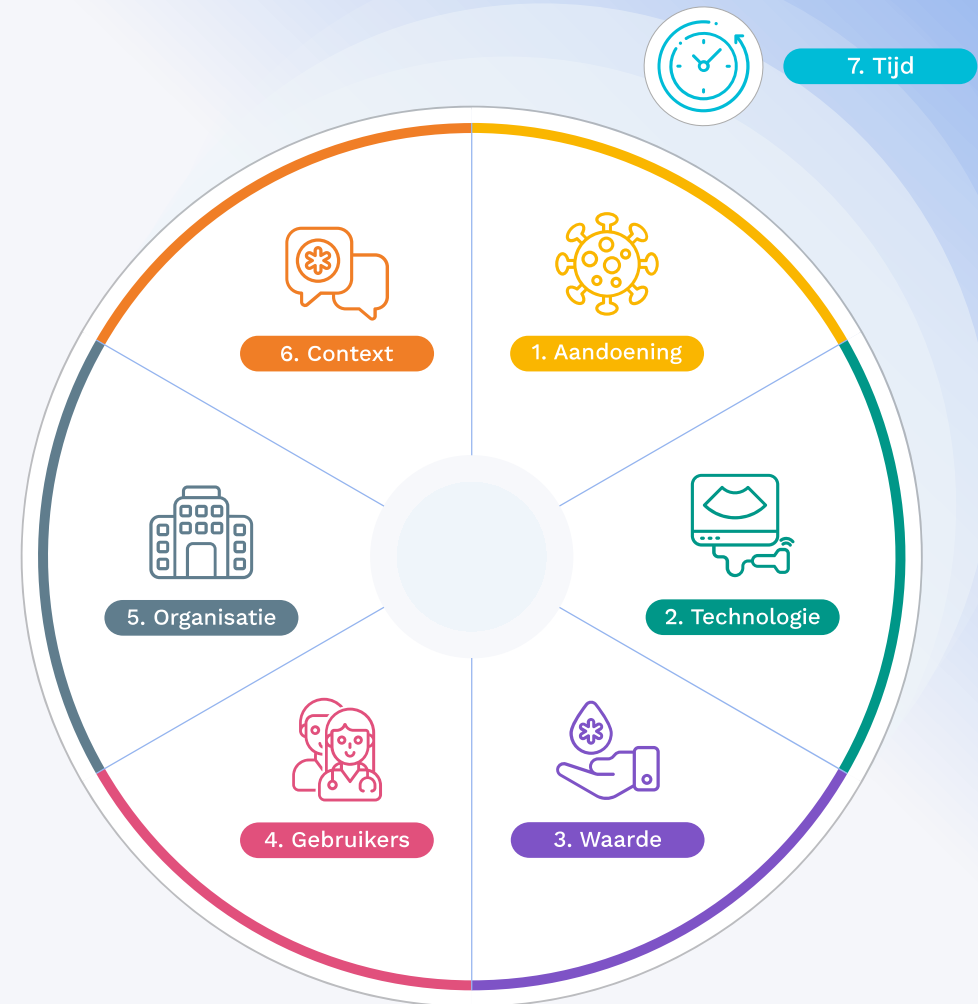 7. Tijd
6. Context
1. Aandoening
5. Organisatie
2. Technologie
4. Gebruikers
3. Waarde